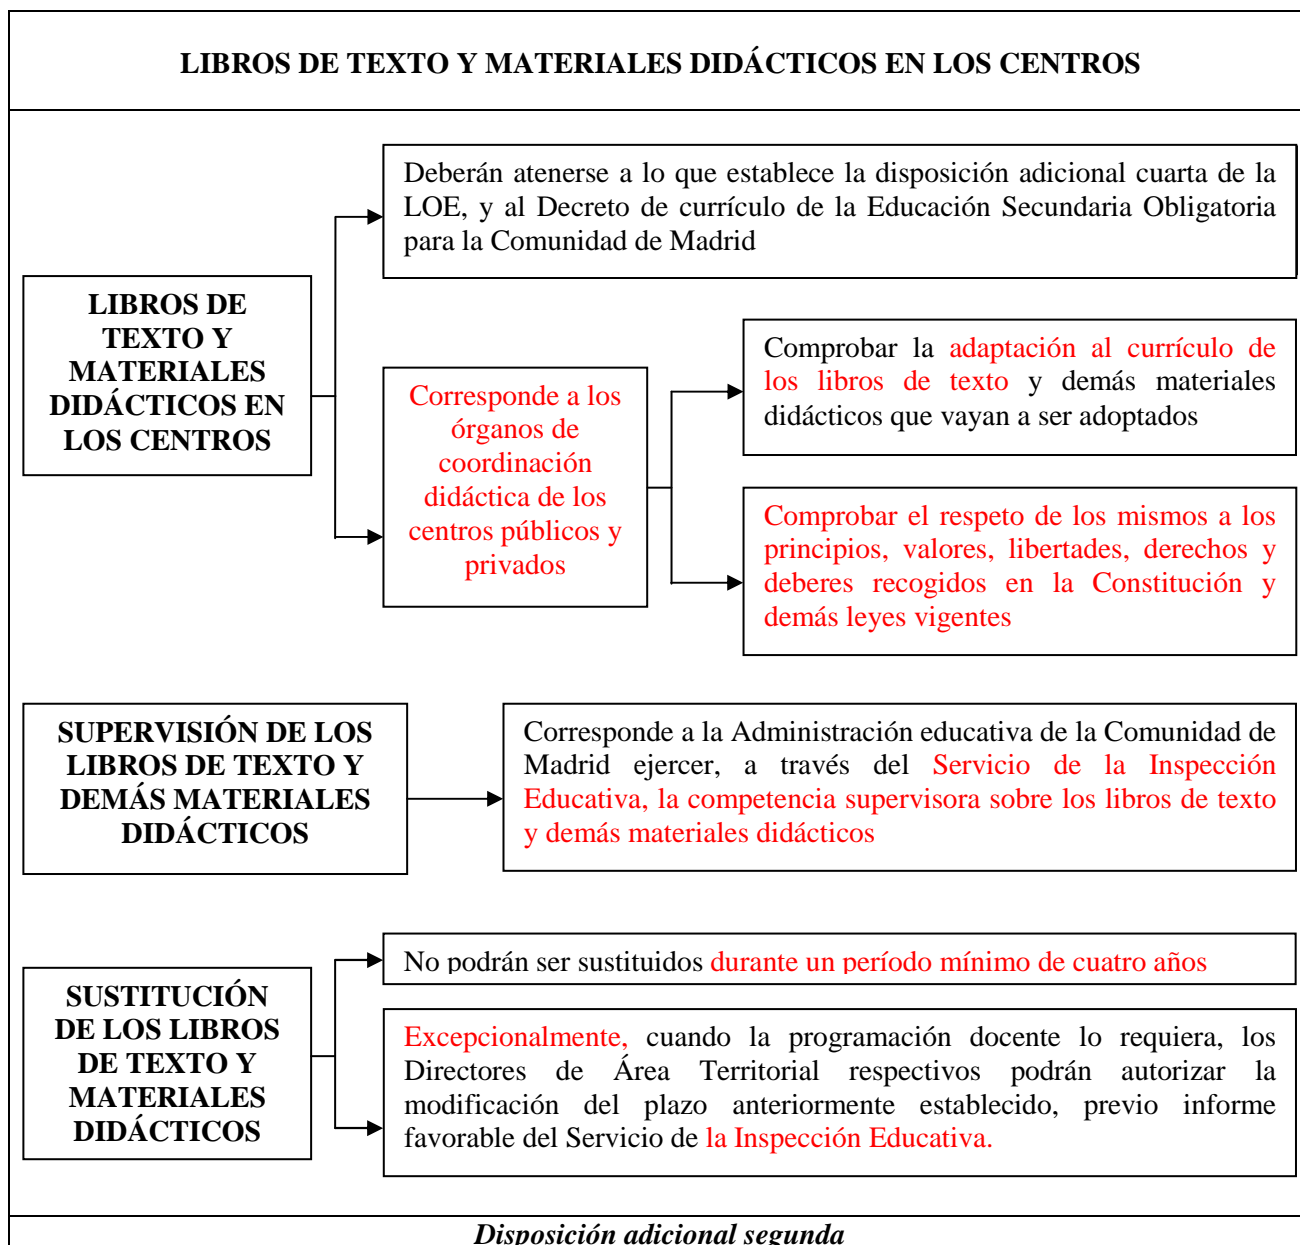 LIBROS DE TEXTO Y MATERIALES DIDÁCTICOS EN LOS CENTROS
LIBROS DE
TEXTO Y
MATERIALES
DIDÁCTICOS EN
LOS CENTROS
Deberán atenerse a lo que establece la disposición adicional cuarta de la
LOE, y al Decreto de currículo de la Educación Secundaria Obligatoria
para la Comunidad de Madrid
Corresponde a los
órganos de
coordinación
didáctica de los
centros públicos y
privados
Comprobar la adaptación al currículo de
los libros de texto y demás materiales
didácticos que vayan a ser adoptados
Comprobar el respeto de los mismos a los
principios, valores, libertades, derechos y
deberes recogidos en la Constitución y
demás leyes vigentes
SUPERVISIÓN DE LOS
LIBROS DE TEXTO Y
DEMÁS MATERIALES
DIDÁCTICOS
Corresponde a la Administración educativa de la Comunidad de
Madrid ejercer, a través del Servicio de la Inspección
Educativa, la competencia supervisora sobre los libros de texto
y demás materiales didácticos
SUSTITUCIÓN
DE LOS LIBROS
DE TEXTO Y
MATERIALES
DIDÁCTICOS
No podrán ser sustituidos durante un período mínimo de cuatro años
Excepcionalmente, cuando la programación docente lo requiera, los
Directores de Área Territorial respectivos podrán autorizar la
modificación del plazo anteriormente establecido, previo informe
favorable del Servicio de la Inspección Educativa.
Disposición adicional segunda